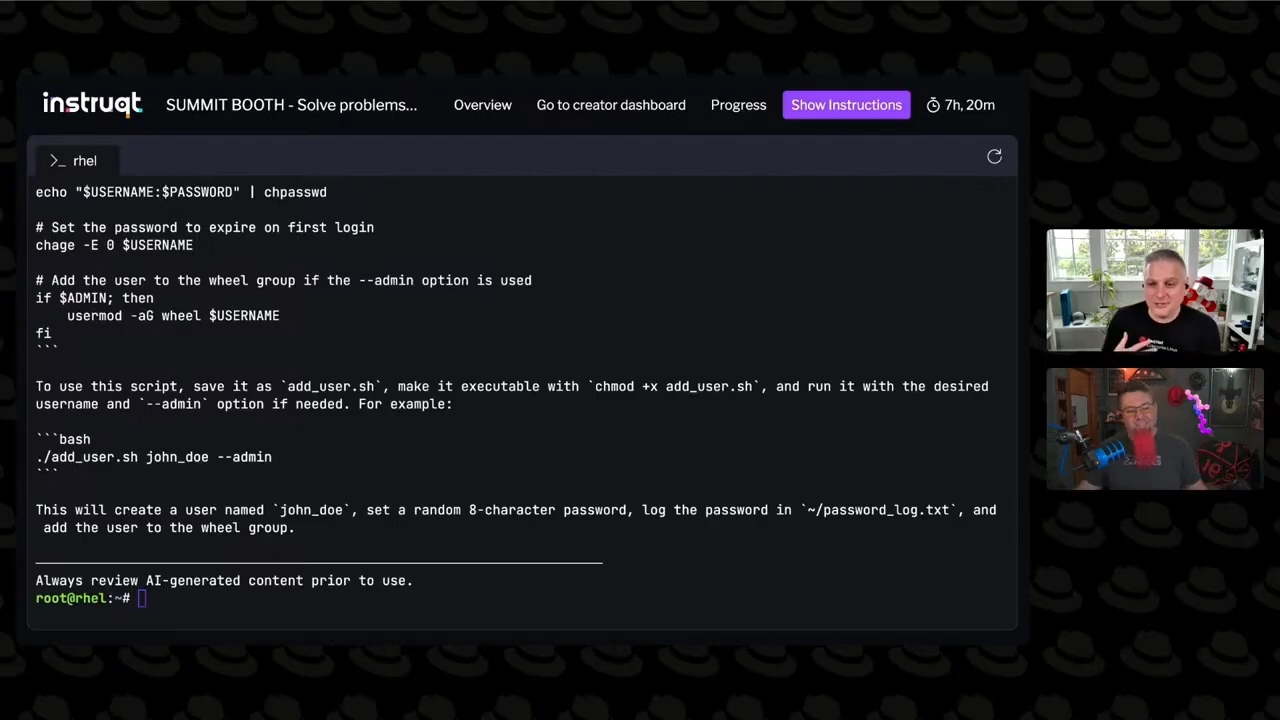 instruqt
SUMMIT BOOTH - Solve problems...
Overview
Go to creator dashboard
Progress
Show Instructions
7h, 20m
>_ rhel
echo "$USERNAME:$PASSWORD" | chpasswd
# Set the password to expire on first login
chage -E 0 $USERNAME
# Add the user to the wheel group if the --admin option is used
if $ADMIN; then
    usermod -aG wheel $USERNAME
fi
```
To use this script, save it as `add_user.sh`, make it executable with `chmod +x add_user.sh`, and run it with the desired
username and `--admin` option if needed. For example:
```bash
./add_user.sh john_doe --admin
```
This will create a user named `john_doe`, set a random 8-character password, log the password in `~/password_log.txt`, and
 add the user to the wheel group.
Always review AI-generated content prior to use.
root@rhel:~#